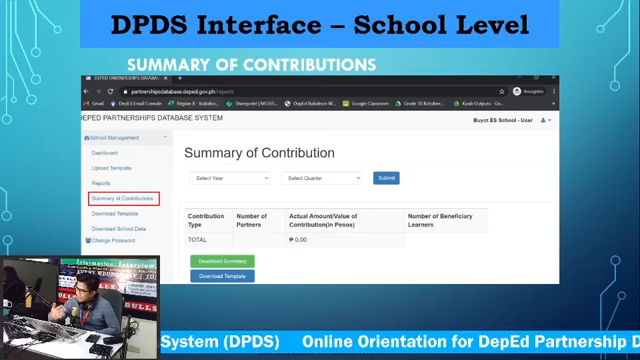 DPDS Interface – School Level
SUMMARY OF CONTRIBUTIONS
DEPED PARTNERSHIPS DATABASE
partnershipsdatabase.deped.gov.ph/reports
Incognito
Gmail
DepEd Email Console
Google Classroom
DEPED PARTNERSHIPS DATABASE SYSTEM
Buyot ES School - User
School Management
Dashboard
Upload Template
Reports
Summary of Contributions
Download Template
Download School Data
Change Password
Summary of Contribution
Select Year
Select Quarter
Submit
Contribution Type
Number of Partners
Actual Amount/Value of Contribution(in Pesos)
Number of Beneficiary Learners
TOTAL
₱ 0.00
Download Summary
Download Template
System (DPDS) Online Orientation for DepEd Partnership D